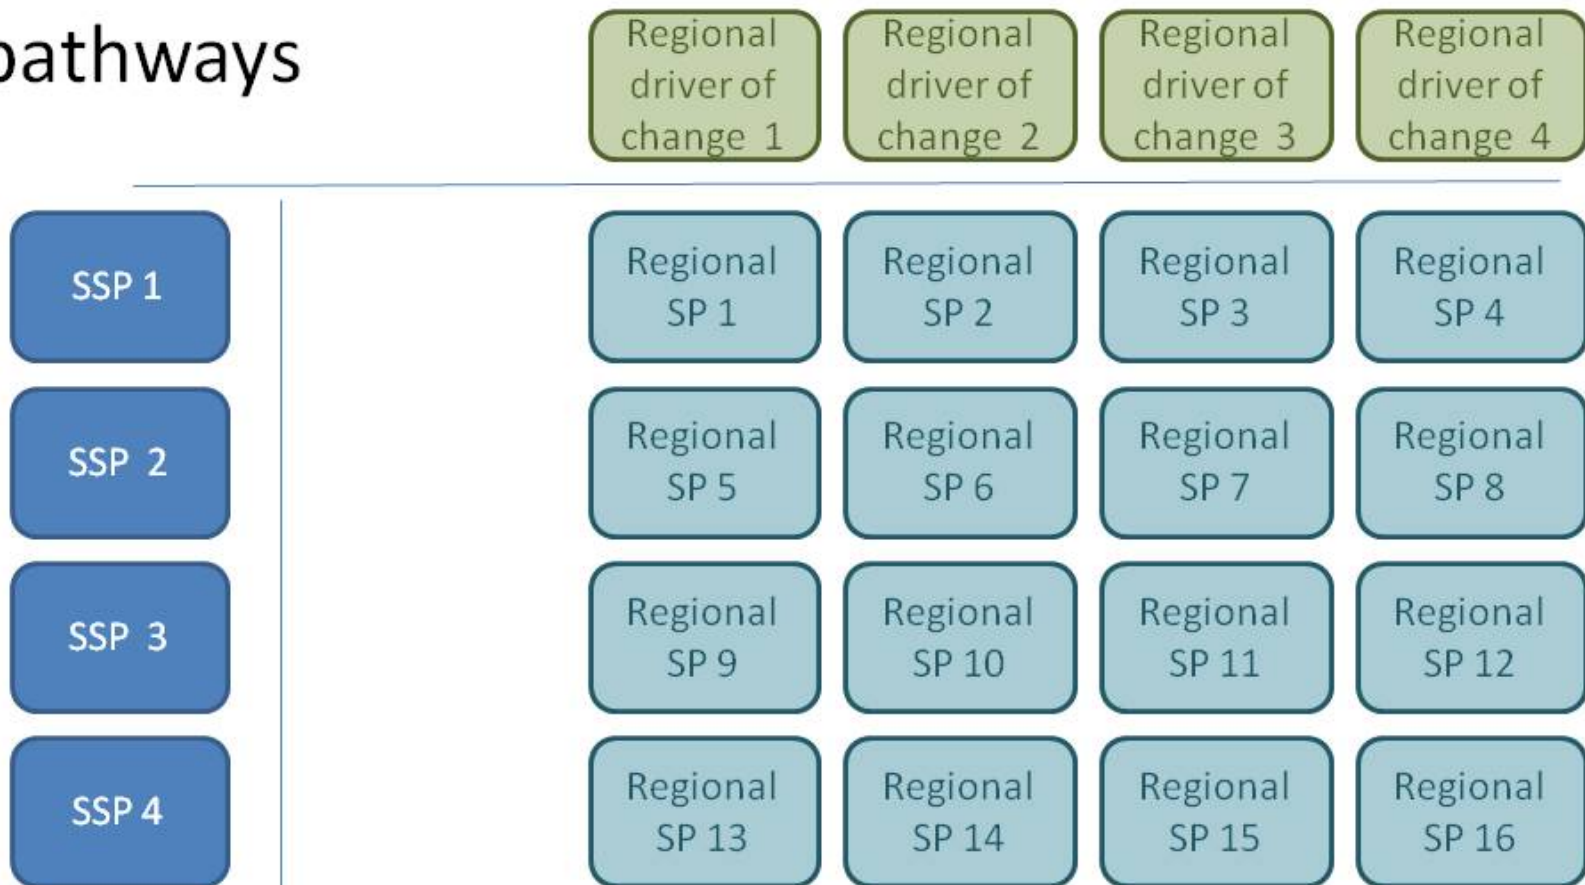 pathways
Regional
driver of
change 1
Regional
driver of
change 2
Regional
driver of
change 3
Regional
driver of
change 4
SSP 1
Regional
SP 1
Regional
SP 2
Regional
SP 3
Regional
SP 4
SSP 2
Regional
SP 5
Regional
SP 6
Regional
SP 7
Regional
SP 8
SSP 3
Regional
SP 9
Regional
SP 10
Regional
SP 11
Regional
SP 12
SSP 4
Regional
SP 13
Regional
SP 14
Regional
SP 15
Regional
SP 16